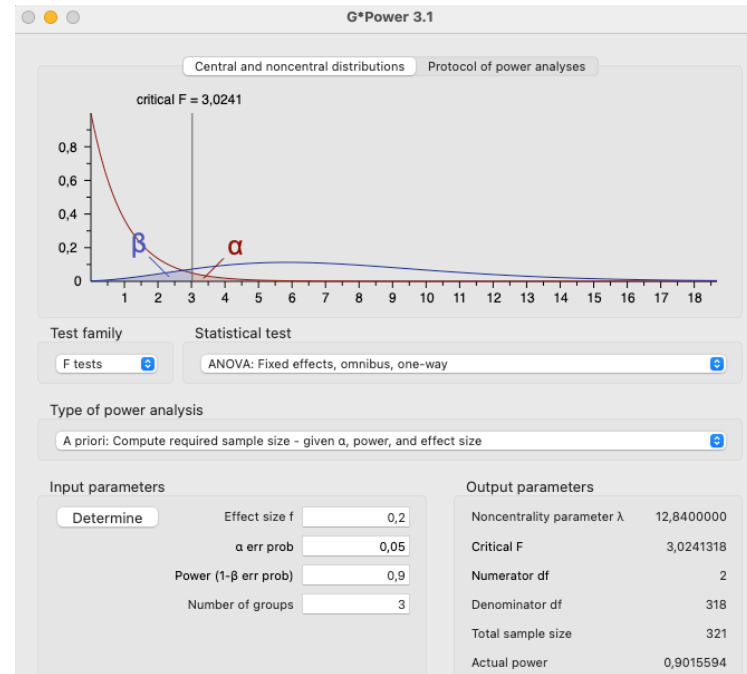 G*Power 3.1
Central and noncentral distributions Protocol of power analyses
critical F = 3,0241
0,8
0,6
0,4
0,2
0
β α
1 2 3 4 5 6 7 8 9 10 11 12 13 14 15 16 17 18
Test family Statistical test
F tests ANOVA: Fixed effects, omnibus, one-way
Type of power analysis
A priori: Compute required sample size - given α, power, and effect size
Input parameters Output parameters
Determine Effect size f 0,2 Noncentrality parameter λ 12,8400000
α err prob 0,05 Critical F 3,0241318
Power (1-β err prob) 0,9 Numerator df 2
Number of groups 3 Denominator df 318
Total sample size 321
Actual power 0,9015594